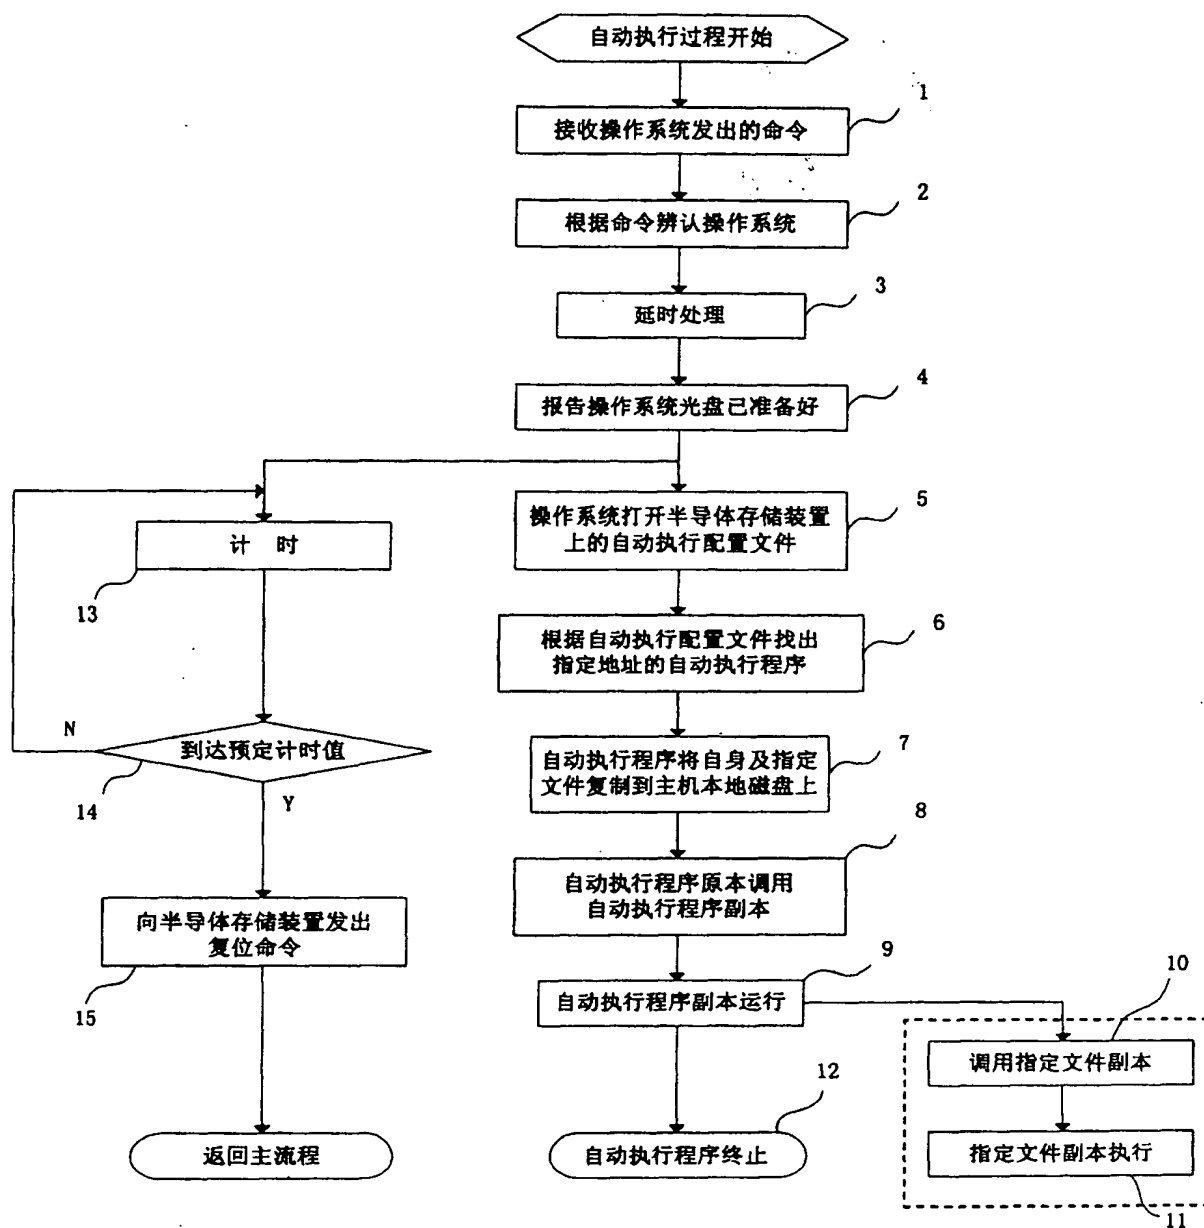 自动执行过程开始
1
接收操作系统发出的命令
2
根据命令辨认操作系统
3
延时处理
4
报告操作系统光盘已准备好
5
操作系统打开半导体存储装置
上的自动执行配置文件
计 时
13
6
根据自动执行配置文件找出
指定地址的自动执行程序
N
到达预定计时值
14
Y
7
自动执行程序将自身及指定
文件复制到主机本地磁盘上
8
自动执行程序原本调用
自动执行程序副本
向半导体存储装置发出
复位命令
15
9
自动执行程序副本运行
10
调用指定文件副本
12
返回主流程
自动执行程序终止
指定文件副本执行
11